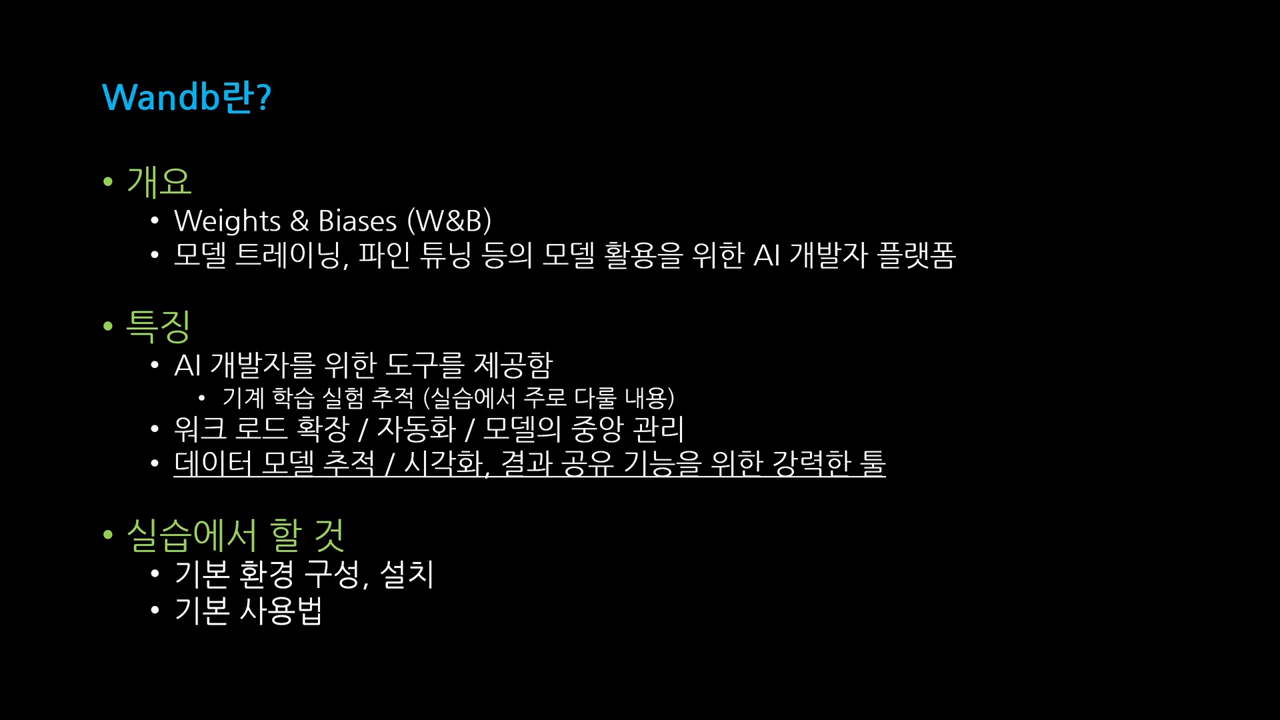 Wandb란?
• 개요
• Weights & Biases (W&B)
• 모델 트레이닝, 파인 튜닝 등의 모델 활용을 위한 AI 개발자 플랫폼
• 특징
• AI 개발자를 위한 도구를 제공함
• 기계 학습 실험 추적 (실습에서 주로 다룰 내용)
• 워크 로드 확장 / 자동화 / 모델의 중앙 관리
• 데이터 모델 추적 / 시각화, 결과 공유 기능을 위한 강력한 툴
• 실습에서 할 것
• 기본 환경 구성, 설치
• 기본 사용법